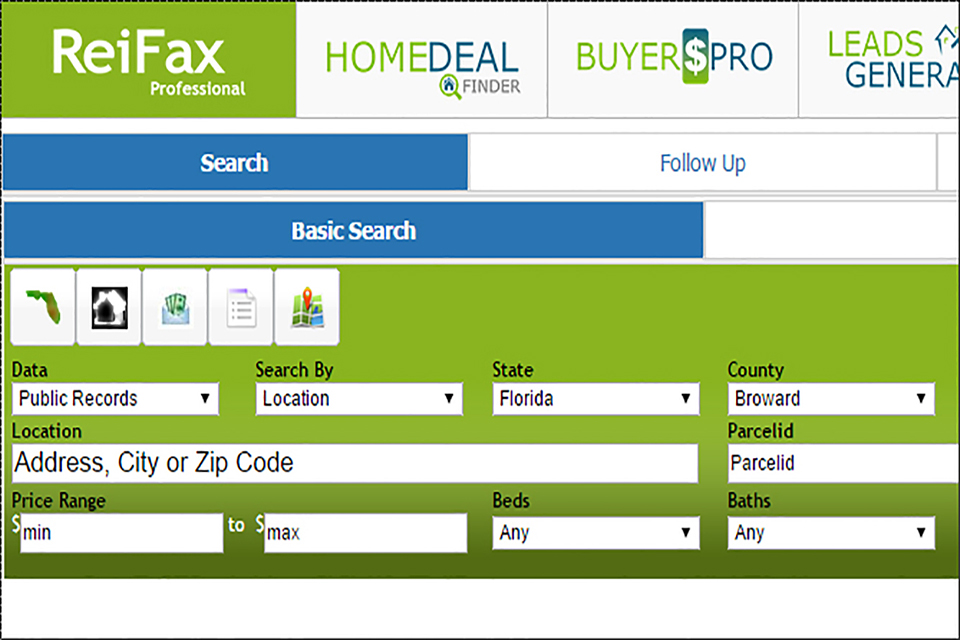 ReiFax
Professional
HOMEDEAL
FINDER
BUYER$PRO
LEADS
GENERA
Search
Follow Up
Basic Search
Data
Search By
State
County
Public Records
Location
Florida
Broward
Location
Parcelid
Address, City or Zip Code
Parcelid
Price Range
Beds
Baths
$ min to $ max
Any
Any